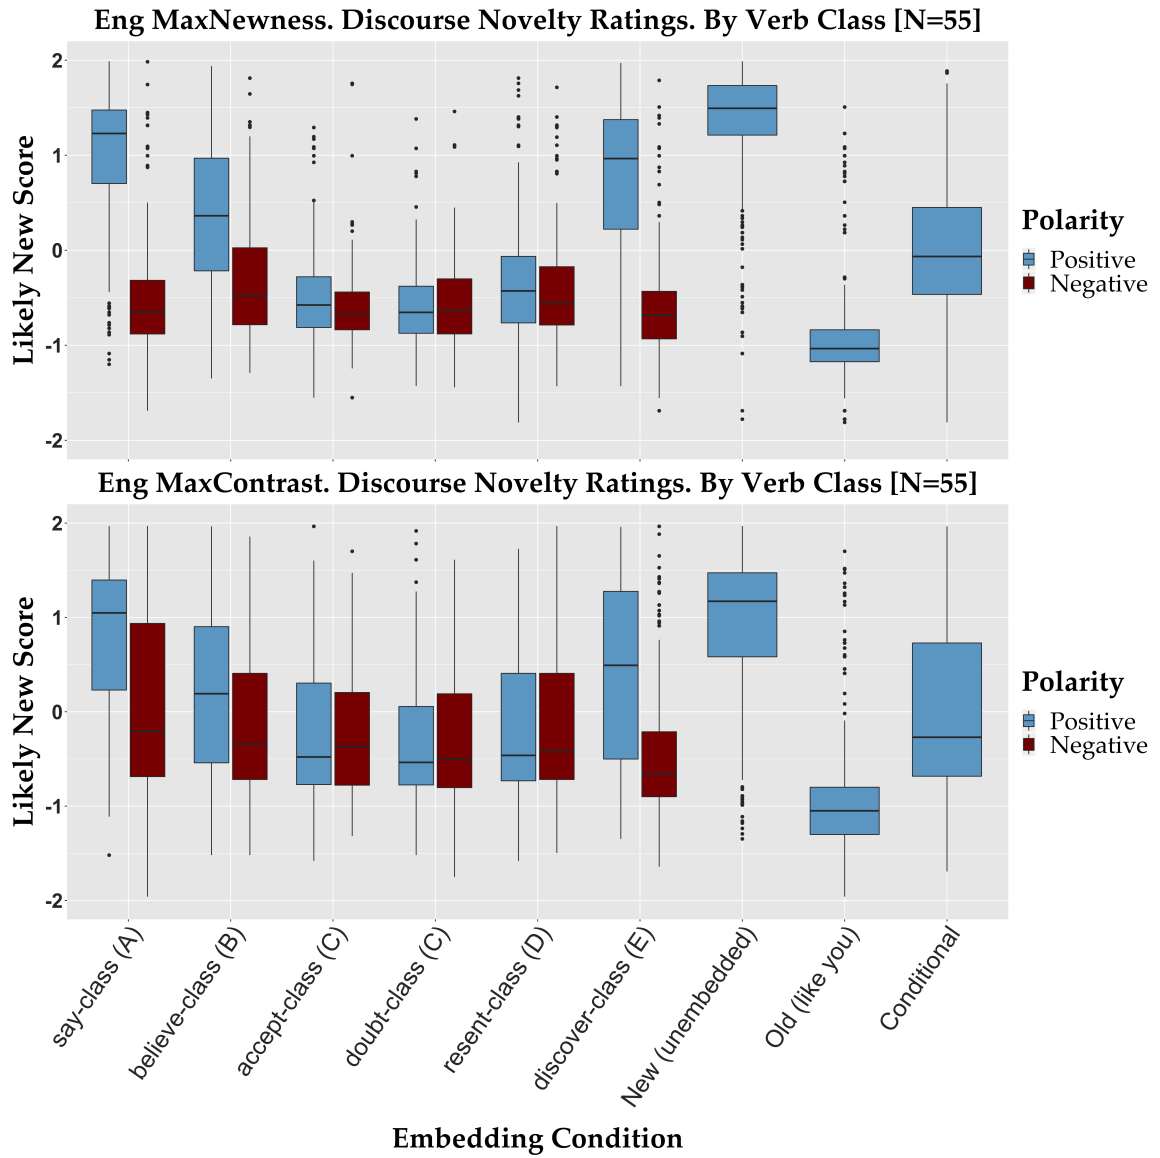 Eng MaxNewness. Discourse Novelty Ratings. By Verb Class [N=55]
Likely New Score
2
1
0
-1
-2
Polarity
Positive
Negative
Eng MaxContrast. Discourse Novelty Ratings. By Verb Class [N=55]
Likely New Score
2
1
0
-1
-2
Polarity
Positive
Negative
say-class (A)
believe-class (B)
accept-class (C)
doubt-class (C)
resent-class (D)
discover-class (E)
New (unembedded)
Old (like you)
Conditional
Embedding Condition